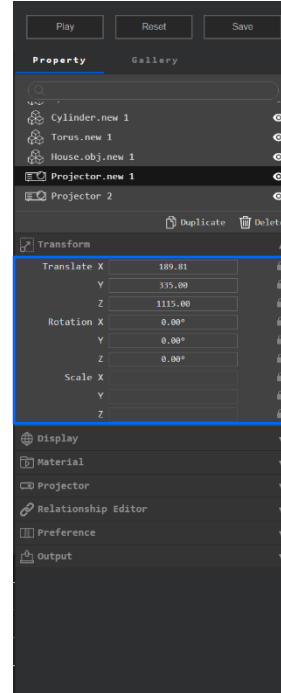 Play Reset Save
Property Gallery
Cylinder.new 1
Torus.new 1
House.obj.new 1
Projector.new 1
Projector 2
Duplicate Delete
Transform
Translate X 189.81
Y 335.00
Z 1115.00
Rotation X 0.00°
Y 0.00°
Z 0.00°
Scale X
Y
Z
Display
Material
Projector
Relationship Editor
Preference
Output